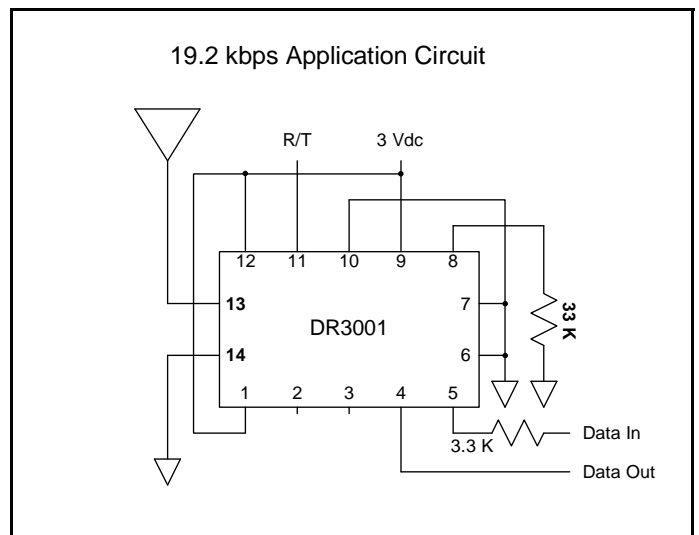 19.2 kbps Application Circuit
R/T 3 Vdc
12 11 10 9 8
13 7 33 K
DR3001
14 6
1 2 3 4 5
3.3 K Data In
Data Out